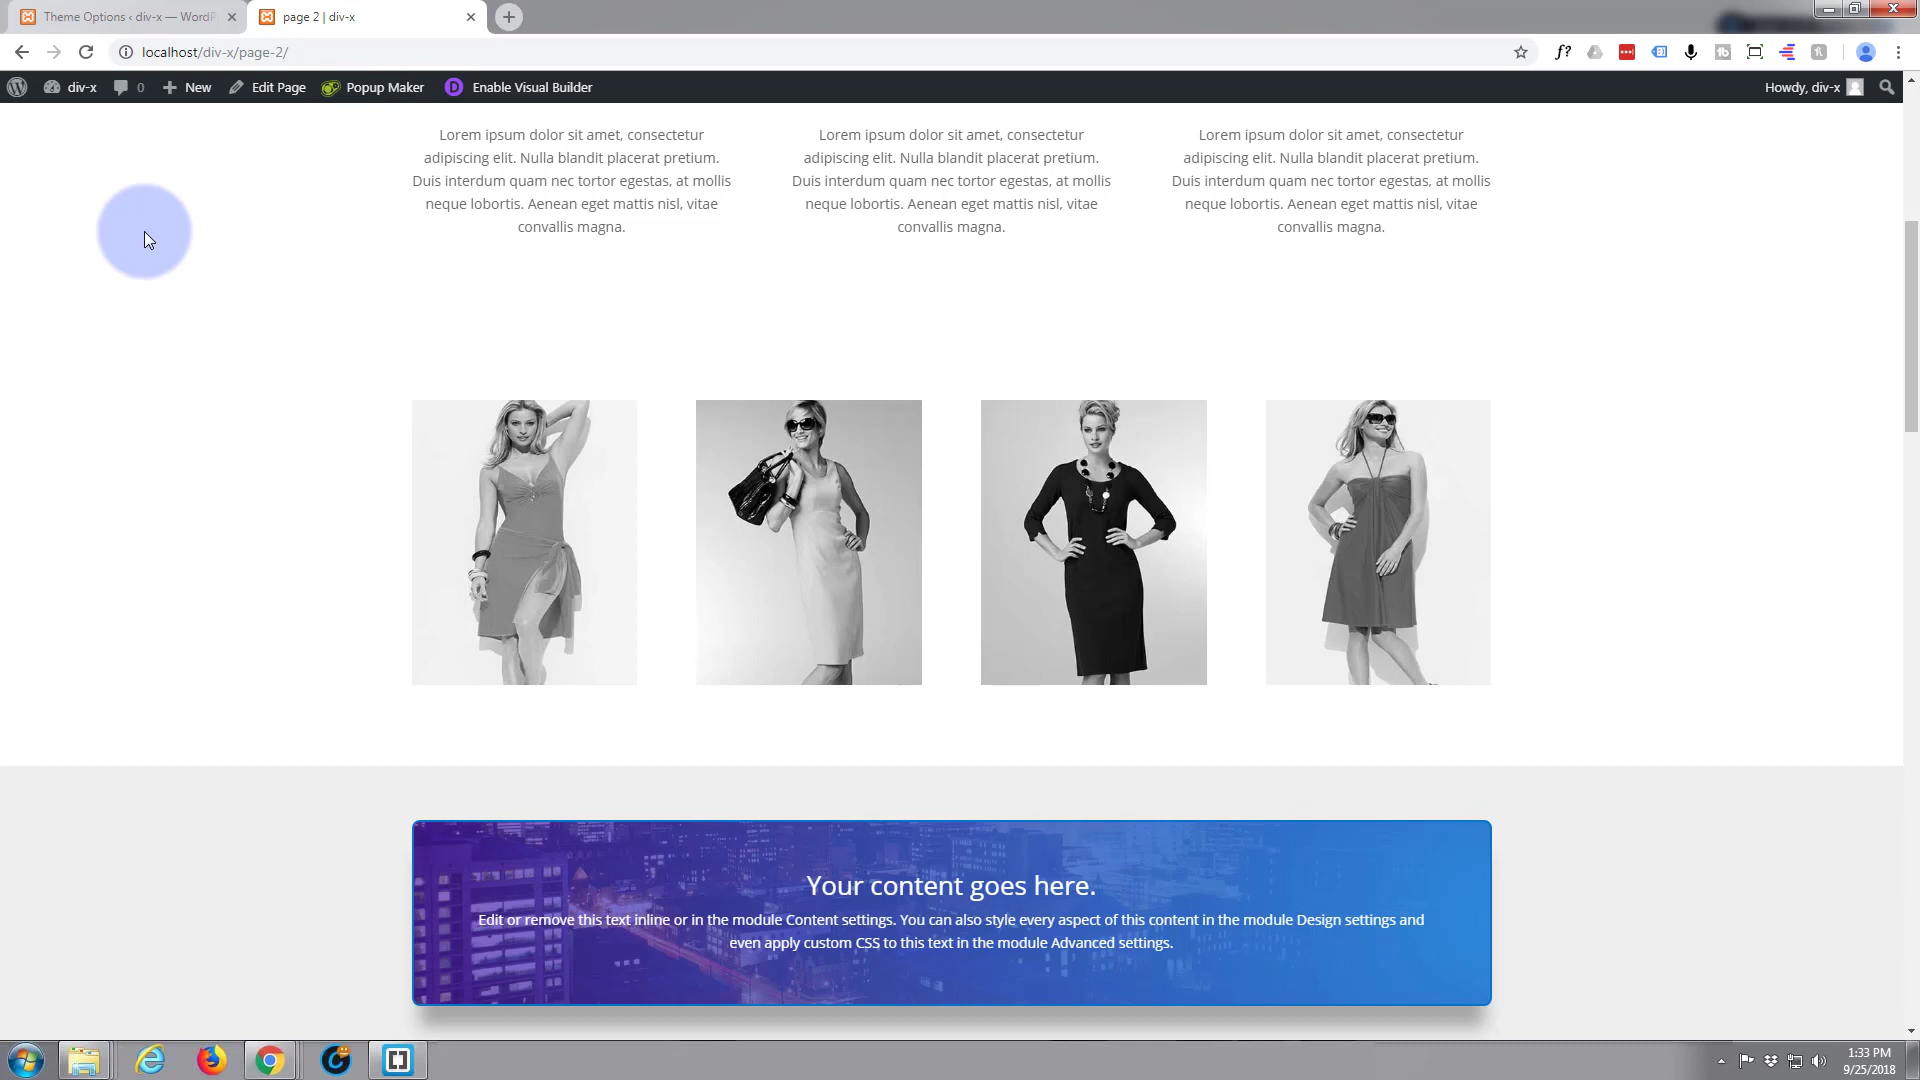 Theme Options ‹ div-x — WordP
page 2 | div-x
localhost/div-x/page-2/
f?
div-x
0
New
Edit Page
Popup Maker
D
Enable Visual Builder
Howdy, div-x
Lorem ipsum dolor sit amet, consectetur
adipiscing elit. Nulla blandit placerat pretium.
Duis interdum quam nec tortor egestas, at mollis
neque lobortis. Aenean eget mattis nisl, vitae
convallis magna.
Lorem ipsum dolor sit amet, consectetur
adipiscing elit. Nulla blandit placerat pretium.
Duis interdum quam nec tortor egestas, at mollis
neque lobortis. Aenean eget mattis nisl, vitae
convallis magna.
Lorem ipsum dolor sit amet, consectetur
adipiscing elit. Nulla blandit placerat pretium.
Duis interdum quam nec tortor egestas, at mollis
neque lobortis. Aenean eget mattis nisl, vitae
convallis magna.
Your content goes here.
Edit or remove this text inline or in the module Content settings. You can also style every aspect of this content in the module Design settings and
even apply custom CSS to this text in the module Advanced settings.
1:33 PM
9/25/2018